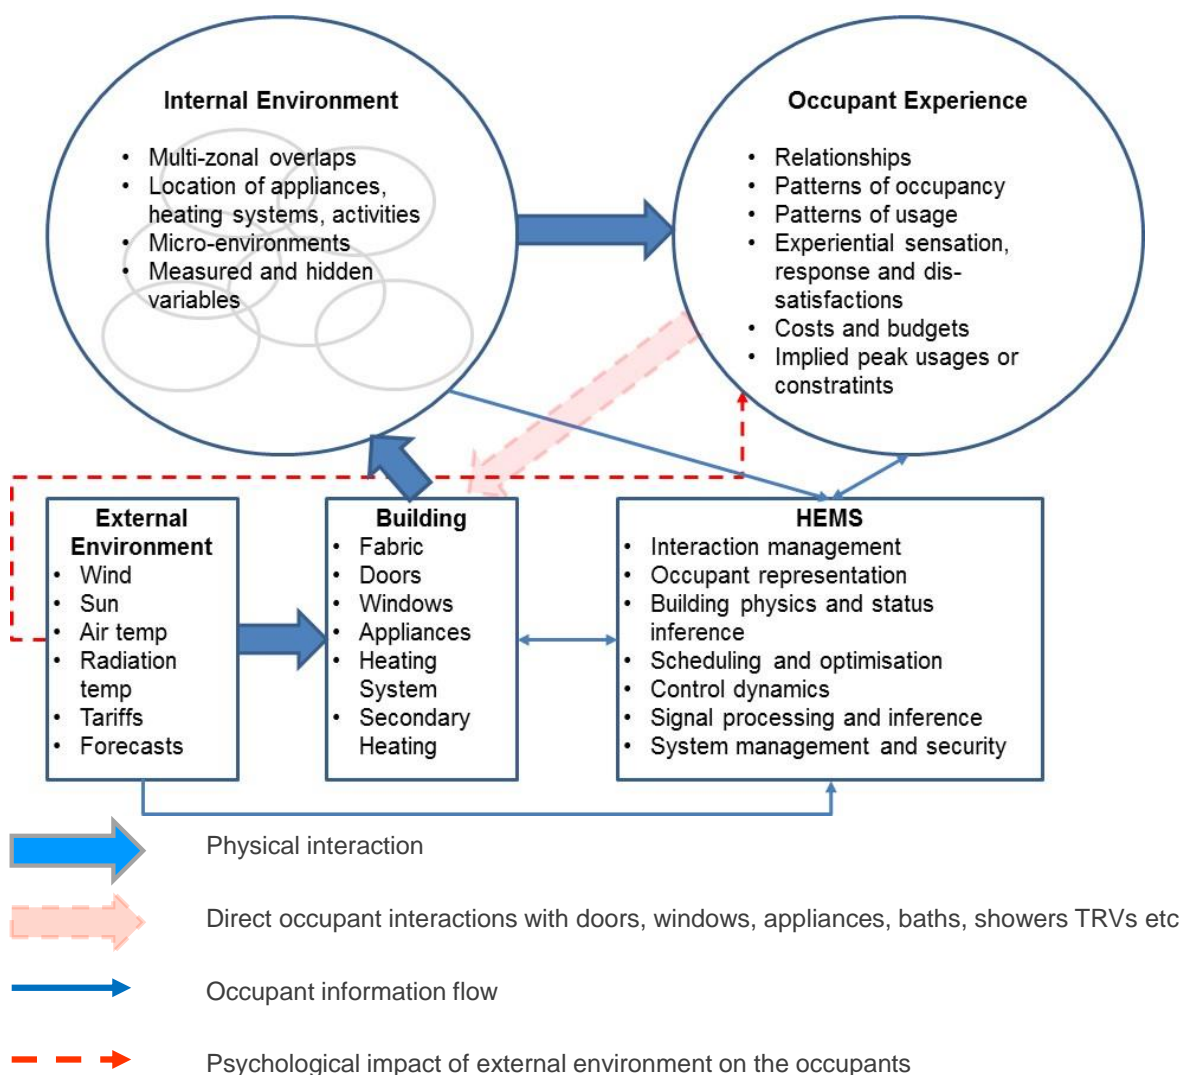 Internal Environment
• Multi-zonal overlaps
• Location of appliances,
heating systems, activities
• Micro-environments
• Measured and hidden
variables
Occupant Experience
• Relationships
• Patterns of occupancy
• Patterns of usage
• Experiential sensation,
response and dis-
satisfactions
• Costs and budgets
• Implied peak usages or
constratints
External
Environment
• Wind
• Sun
• Air temp
• Radiation
temp
• Tariffs
• Forecasts
Building
• Fabric
• Doors
• Windows
• Appliances
• Heating
System
• Secondary
Heating
HEMS
• Interaction management
• Occupant representation
• Building physics and status
inference
• Scheduling and optimisation
• Control dynamics
• Signal processing and inference
• System management and security
Physical interaction
Direct occupant interactions with doors, windows, appliances, baths, showers TRVs etc
Occupant information flow
Psychological impact of external environment on the occupants